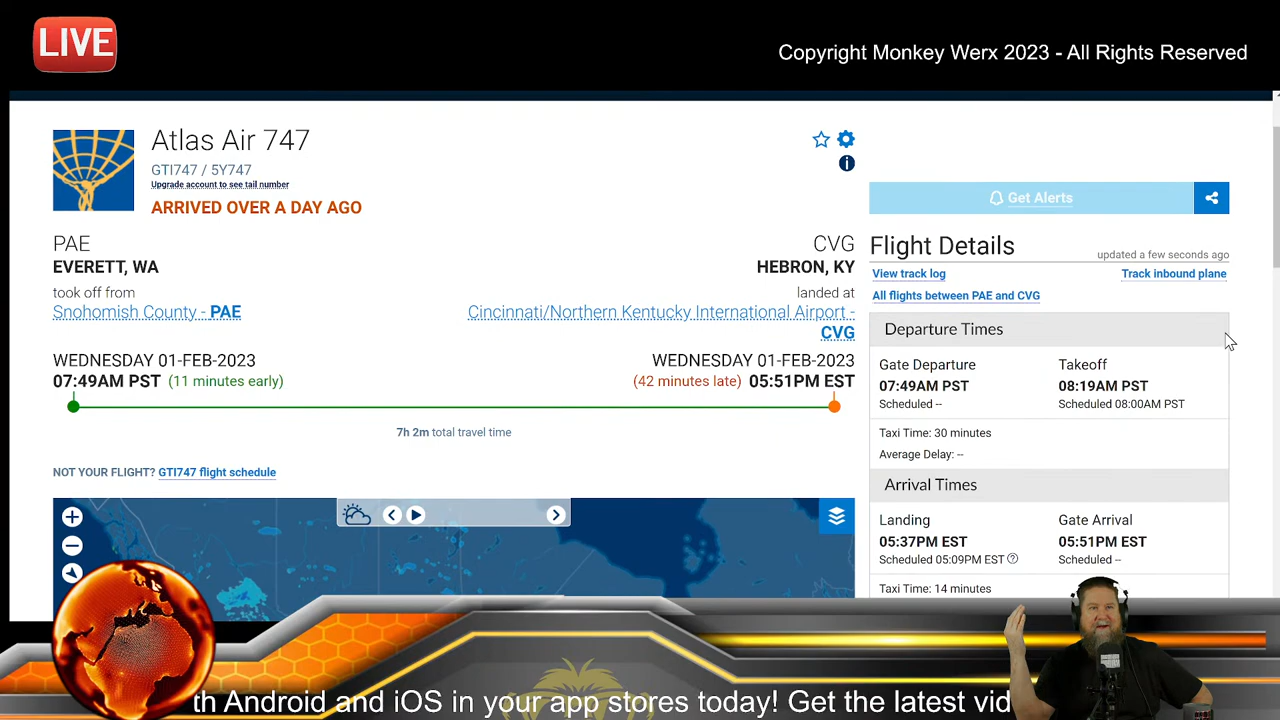 LIVE
Copyright Monkey Werx 2023 - All Rights Reserved
Atlas Air 747
GTI747 / 5Y747
Upgrade account to see tail number
ARRIVED OVER A DAY AGO
PAE
EVERETT, WA
took off from
Snohomish County - PAE
CVG
HEBRON, KY
landed at
Cincinnati/Northern Kentucky International Airport -
CVG
WEDNESDAY 01-FEB-2023
07:49AM PST (11 minutes early)
WEDNESDAY 01-FEB-2023
(42 minutes late) 05:51PM EST
7h 2m total travel time
NOT YOUR FLIGHT? GTI747 flight schedule
Get Alerts
Flight Details
updated a few seconds ago
View track log
Track inbound plane
All flights between PAE and CVG
Departure Times
Gate Departure
07:49AM PST
Scheduled --
Takeoff
08:19AM PST
Scheduled 08:00AM PST
Taxi Time: 30 minutes
Average Delay: --
Arrival Times
Landing
05:37PM EST
Scheduled 05:09PM EST
Gate Arrival
05:51PM EST
Scheduled --
Taxi Time: 14 minutes
th Android and iOS in your app stores today! Get the latest vid